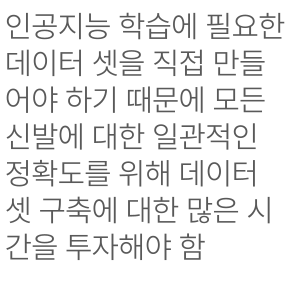 인공지능 학습에 필요한
데이터 셋을 직접 만들
어야 하기 때문에 모든
신발에 대한 일관적인
정확도를 위해 데이터
셋 구축에 대한 많은 시
간을 투자해야 함